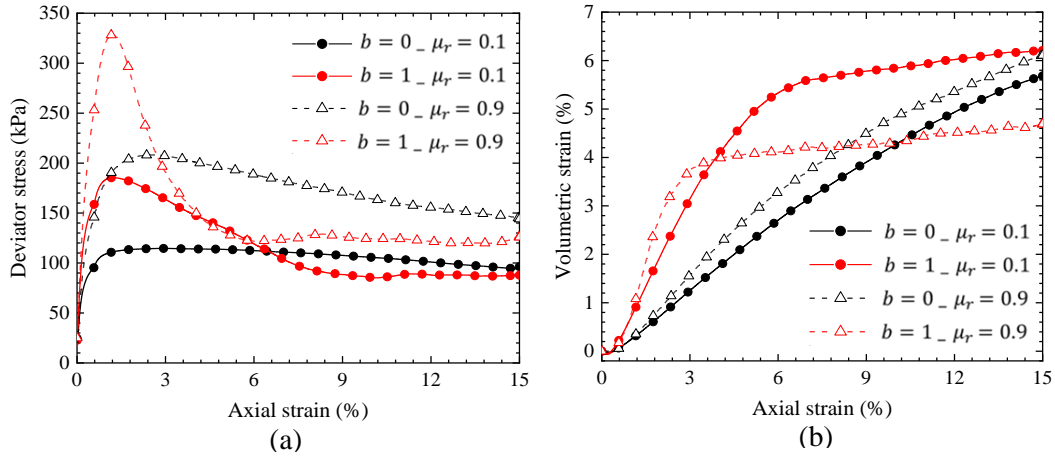 350
300
250
200
150
100
50
0
Deviator stress (kPa)
b = 0 _ μr = 0.1
b = 1 _ μr = 0.1
b = 0 _ μr = 0.9
b = 1 _ μr = 0.9
0 3 6 9 12 15
Axial strain (%)
(a)
7
6
5
4
3
2
1
0
Volumetric strain (%)
b = 0 _ μr = 0.1
b = 1 _ μr = 0.1
b = 0 _ μr = 0.9
b = 1 _ μr = 0.9
0 3 6 9 12 15
Axial strain (%)
(b)